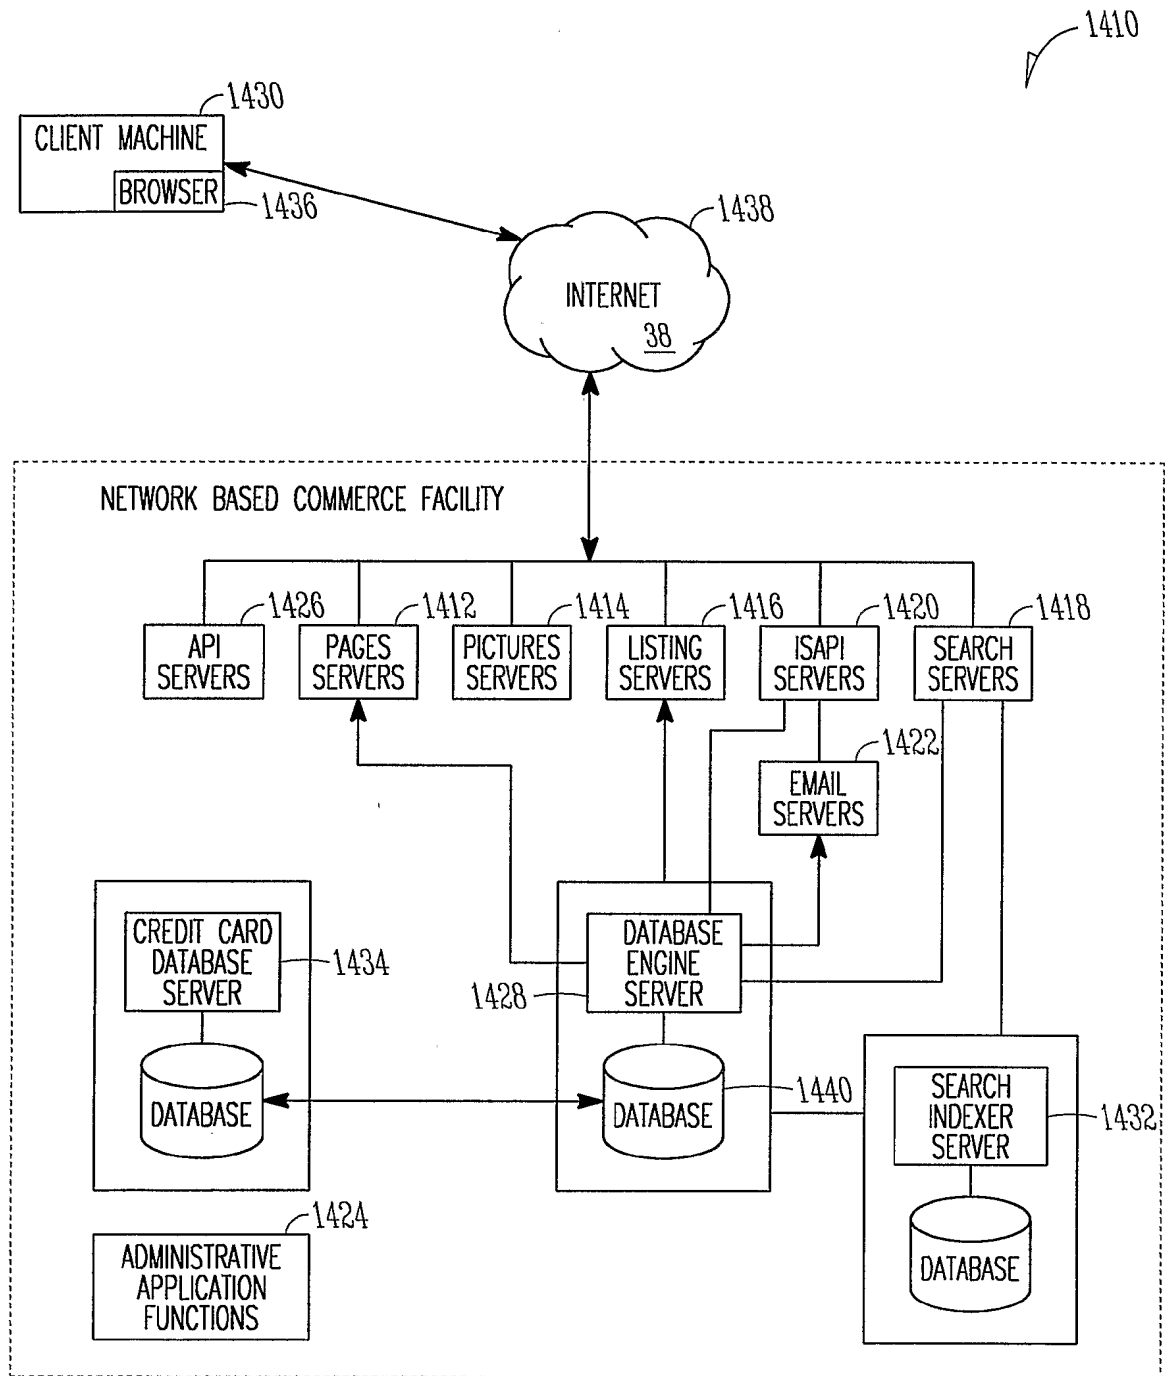 1410
1430
CLIENT MACHINE
BROWSER
1436
1438
INTERNET
38
NETWORK BASED COMMERCE FACILITY
1426
1412
1414
1416
1420
1418
API
SERVERS
PAGES
SERVERS
PICTURES
SERVERS
LISTING
SERVERS
ISAPI
SERVERS
SEARCH
SERVERS
1422
EMAIL
SERVERS
CREDIT CARD
DATABASE
SERVER
1434
DATABASE
ENGINE
SERVER
1428
DATABASE
DATABASE
1440
SEARCH
INDEXER
SERVER
1432
DATABASE
1424
ADMINISTRATIVE
APPLICATION
FUNCTIONS